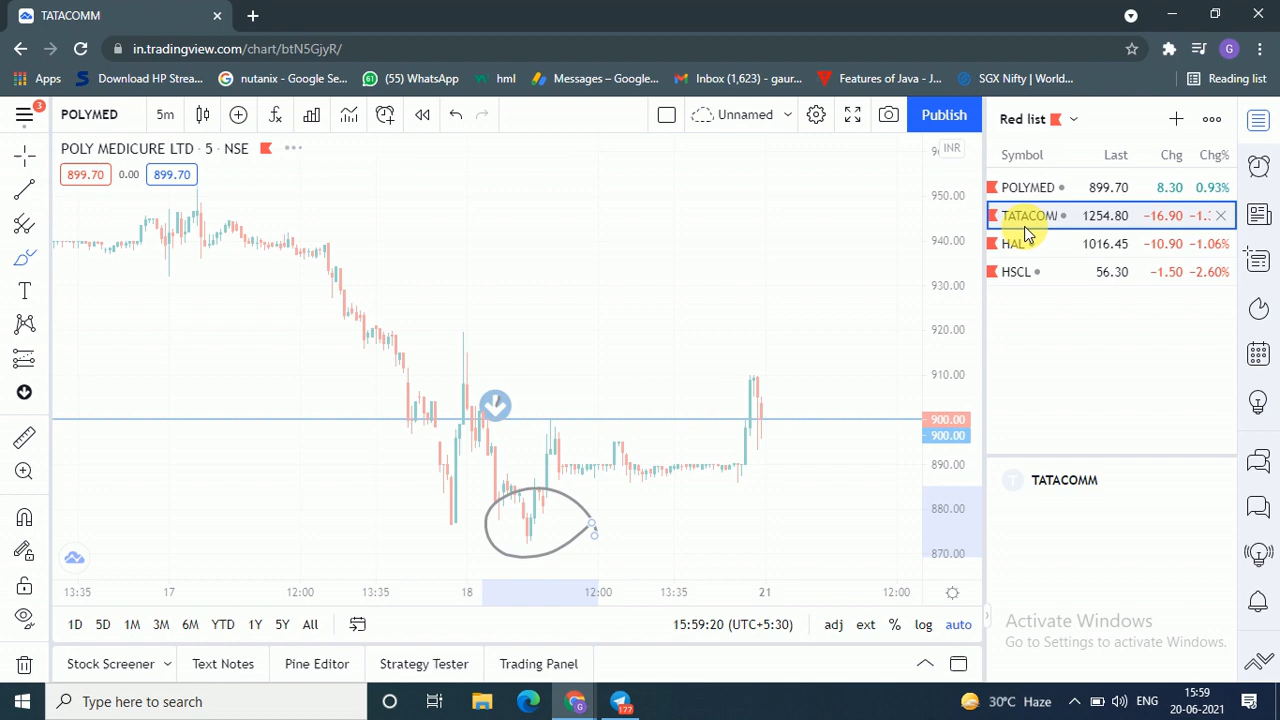 TATACOMM
in.tradingview.com/chart/btN5GjyR/
G
Apps
Download HP Strea...
nutanix - Google Se...
61
(55) WhatsApp
hml
Messages – Google...
Inbox (1,623) - gaur...
Features of Java - J...
SGX Nifty | World...
Reading list
3
POLYMED
5m
Unnamed
Publish
Red list
POLY MEDICURE LTD · 5 · NSE
INR
Symbol
Last
Chg
Chg%
899.70
0.00
899.70
POLYMED
899.70
8.30
0.93%
TATACOMM
1254.80
−16.90
HAL
1016.45
−10.90
−1.06%
HSCL
56.30
−1.50
−2.60%
950.00
940.00
930.00
920.00
910.00
900.00
900.00
890.00
880.00
870.00
T
TATACOMM
13:35
17
12:00
13:35
18
12:00
13:35
21
12:00
1D
5D
1M
3M
6M
YTD
1Y
5Y
All
15:59:20 (UTC+5:30)
adj
ext
%
log
auto
Activate Windows
Go to Settings to activate Windows.
Stock Screener
Text Notes
Pine Editor
Strategy Tester
Trading Panel
Type here to search
G
177
30°C Haze
ENG
15:59
20-06-2021